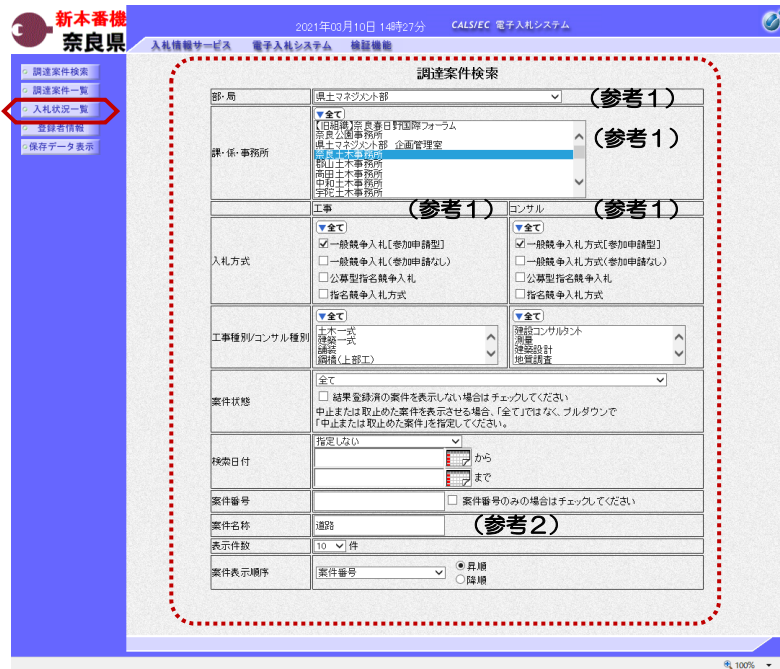 新本番機
奈良県
2021年03月10日 14時27分 CALS/EC 電子入札システム
入札情報サービス 電子入札システム 検証機能
調達案件検索
調達案件一覧
入札状況一覧
登録者情報
保存データ表示
調達案件検索
部・局 県土マネジメント部 (参考1)
課・係・事務所
▼全て
【旧組織】奈良春日野国際フォーラム
奈良公園事務所
県土マネジメント部 企画管理室
奈良土木事務所
郡山土木事務所
高田土木事務所
中和土木事務所
宇陀土木事務所
(参考1)
工事 (参考1) コンサル (参考1)
入札方式
▼全て ▼全て
一般競争入札[参加申請型] 一般競争入札方式[参加申請型]
一般競争入札(参加申請なし) 一般競争入札方式(参加申請なし)
公募型指名競争入札 公募型指名競争入札
指名競争入札方式 指名競争入札方式
工事種別/コンサル種別
▼全て ▼全て
土木一式 建設コンサルタント
建築一式 測量
舗装 建築設計
鋼橋(上部工) 地質調査
案件状態
全て
結果登録済の案件を表示しない場合はチェックしてください
中止または取止めた案件を表示させる場合、「全て」ではなく、プルダウンで
「中止または取止めた案件」を指定してください。
検索日付
指定しない
から
まで
案件番号 案件番号のみの場合はチェックしてください
案件名称 道路 (参考2)
表示件数 10 件
案件表示順序 案件番号 昇順
降順
100%